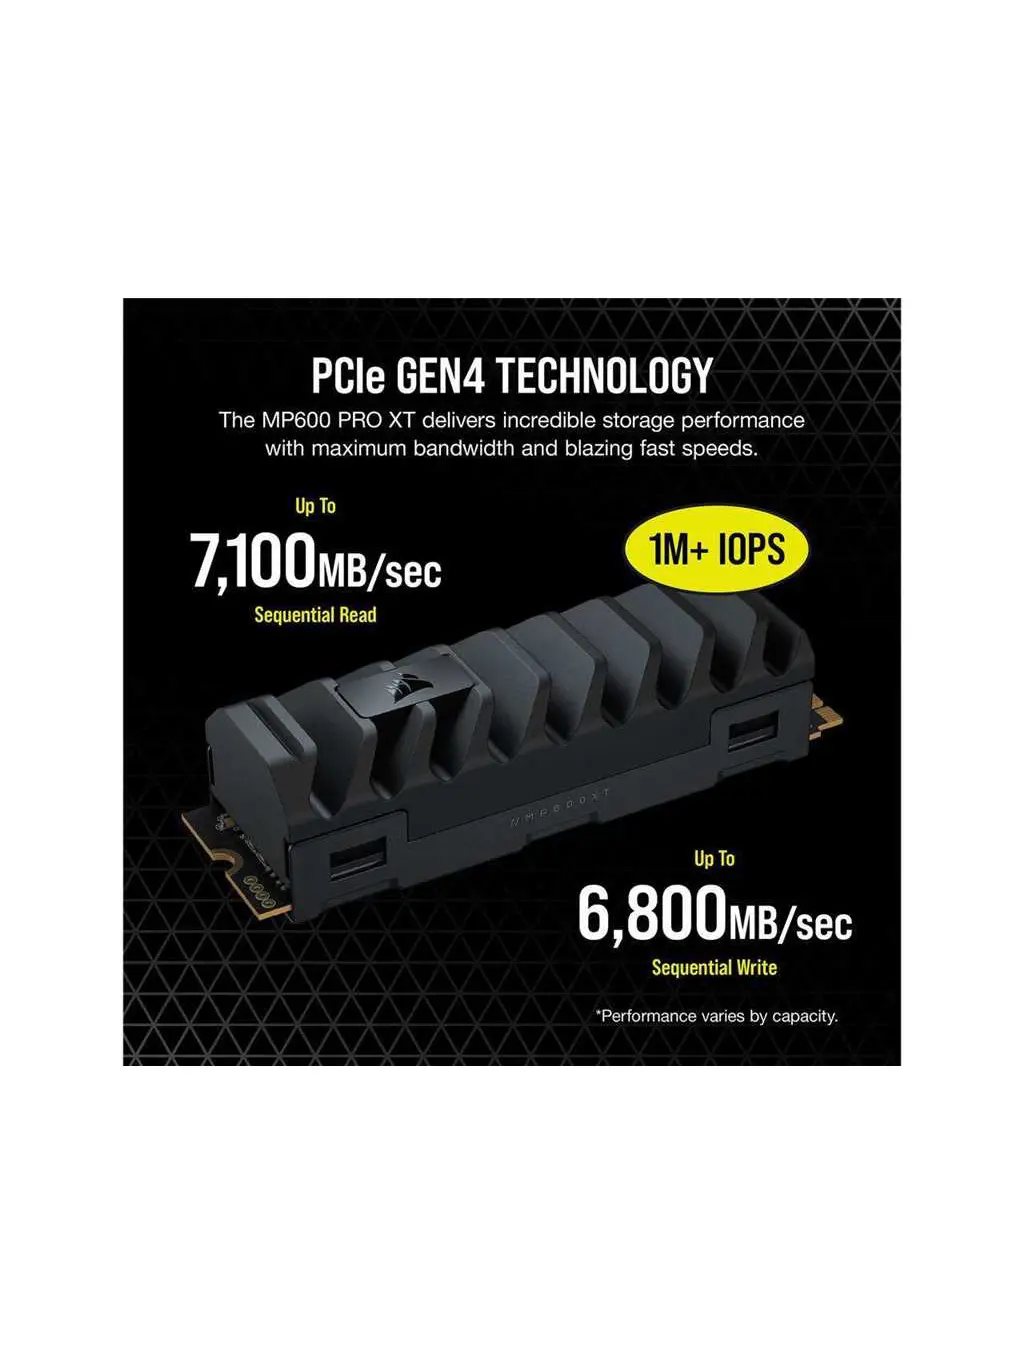 PCIe GEN4 TECHNOLOGY
The MP600 PRO XT delivers incredible storage performance
with maximum bandwidth and blazing fast speeds.
Up To
7,100MB/sec
Sequential Read
1M+ IOPS
MP600XT
Up To
6,800MB/sec
Sequential Write
*Performance varies by capacity.